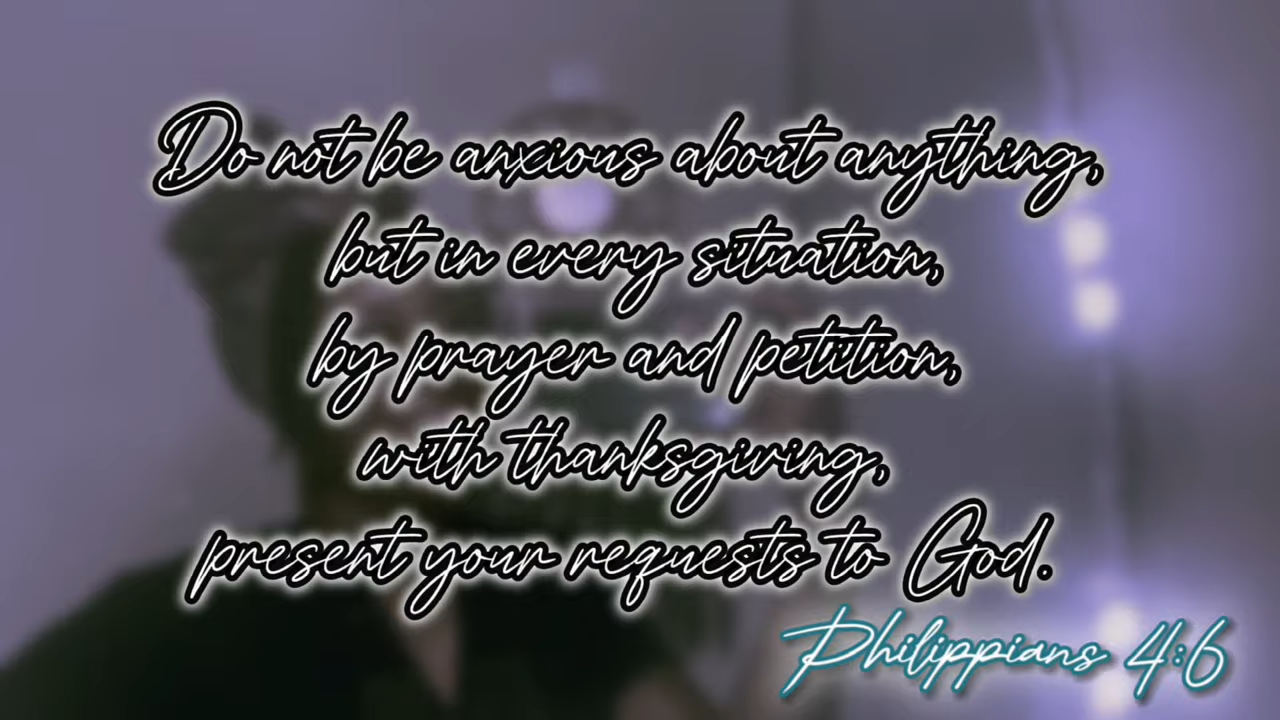 Do not be anxious about anything,
but in every situation,
by prayer and petition,
with thanksgiving,
present your requests to God.
Philippians 4:6